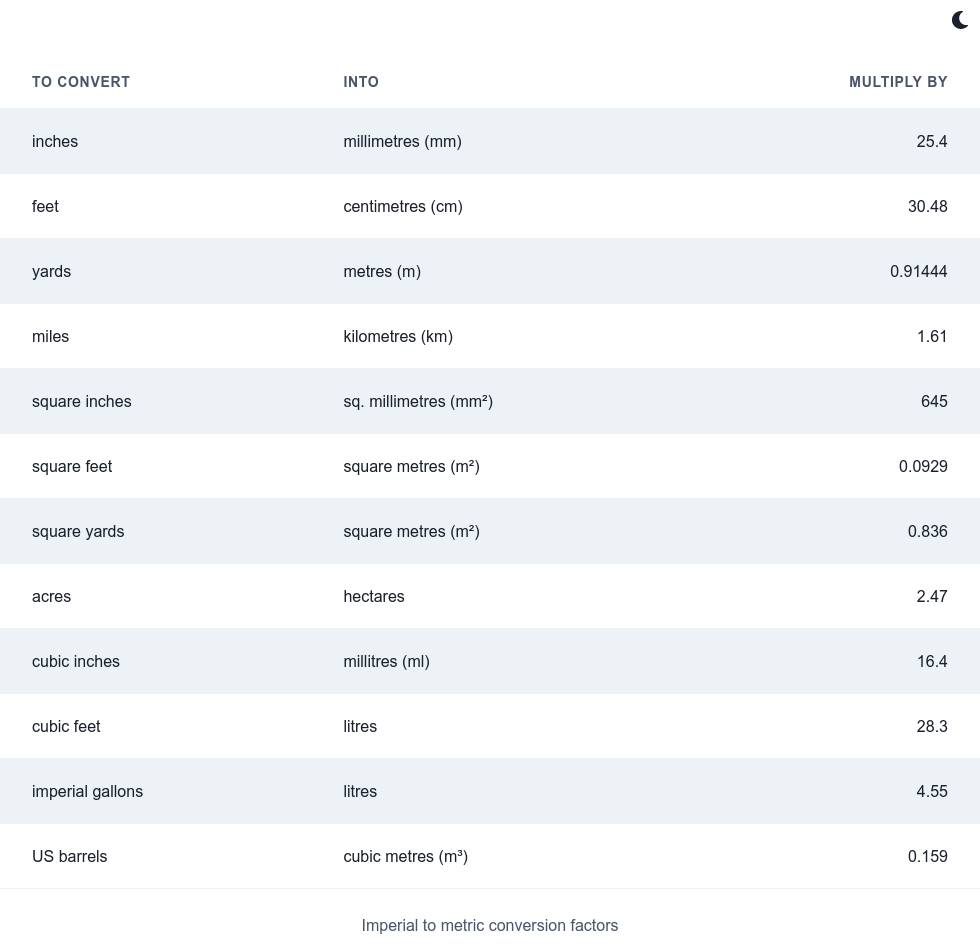 TO CONVERT INTO MULTIPLY BY
inches millimetres (mm) 25.4
feet centimetres (cm) 30.48
yards metres (m) 0.91444
miles kilometres (km) 1.61
square inches sq. millimetres (mm²) 645
square feet square metres (m²) 0.0929
square yards square metres (m²) 0.836
acres hectares 2.47
cubic inches millitres (ml) 16.4
cubic feet litres 28.3
imperial gallons litres 4.55
US barrels cubic metres (m³) 0.159
Imperial to metric conversion factors